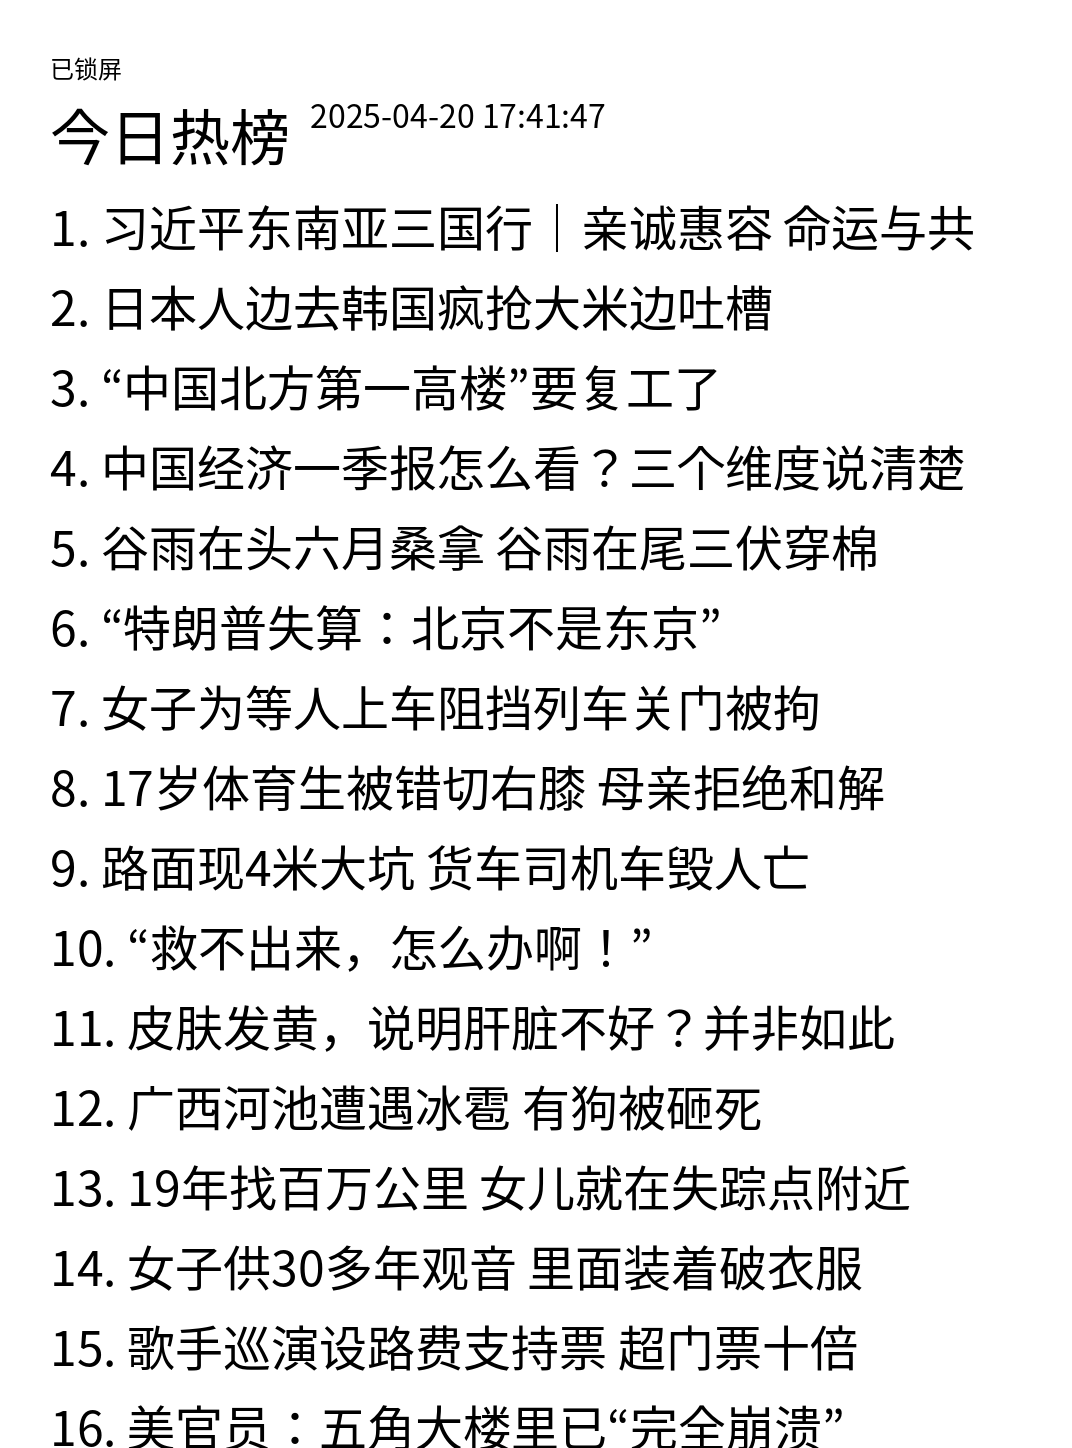 已锁屏
今日热榜 2025-04-20 17:41:47
1. 习近平东南亚三国行｜亲诚惠容 命运与共
2. 日本人边去韩国疯抢大米边吐槽
3. “中国北方第一高楼”要复工了
4. 中国经济一季报怎么看？三个维度说清楚
5. 谷雨在头六月桑拿 谷雨在尾三伏穿棉
6. “特朗普失算：北京不是东京”
7. 女子为等人上车阻挡列车关门被拘
8. 17岁体育生被错切右膝 母亲拒绝和解
9. 路面现4米大坑 货车司机车毁人亡
10. “救不出来，怎么办啊！”
11. 皮肤发黄，说明肝脏不好？并非如此
12. 广西河池遭遇冰雹 有狗被砸死
13. 19年找百万公里 女儿就在失踪点附近
14. 女子供30多年观音 里面装着破衣服
15. 歌手巡演设路费支持票 超门票十倍
16. 美官员：五角大楼里已“完全崩溃”